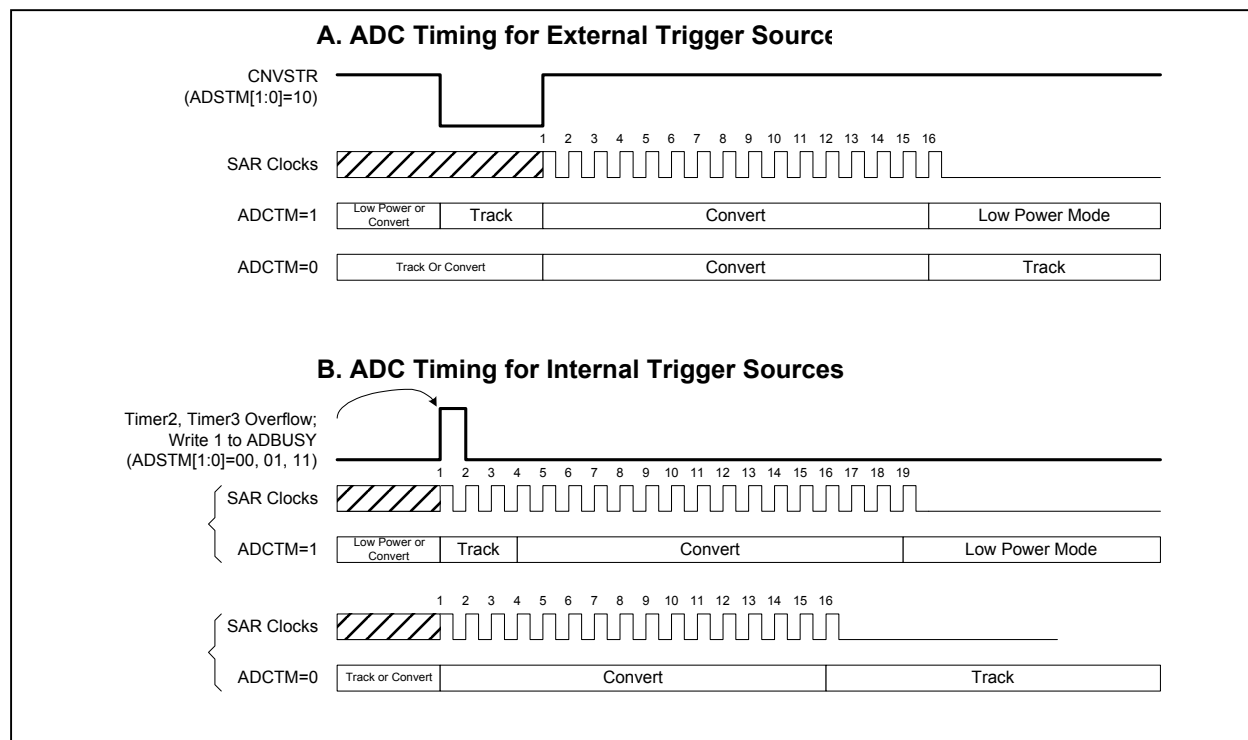 A. ADC Timing for External Trigger Source
CNVSTR
(ADSTM[1:0]=10)
1 2 3 4 5 6 7 8 9 10 11 12 13 14 15 16
SAR Clocks
ADCTM=1
Low Power or
Convert
Track
Convert
Low Power Mode
ADCTM=0
Track Or Convert
Convert
Track
B. ADC Timing for Internal Trigger Sources
Timer2, Timer3 Overflow;
Write 1 to ADBUSY
(ADSTM[1:0]=00, 01, 11)
1 2 3 4 5 6 7 8 9 10 11 12 13 14 15 16 17 18 19
SAR Clocks
ADCTM=1
Low Power or
Convert
Track
Convert
Low Power Mode
1 2 3 4 5 6 7 8 9 10 11 12 13 14 15 16
SAR Clocks
ADCTM=0
Track or Convert
Convert
Track